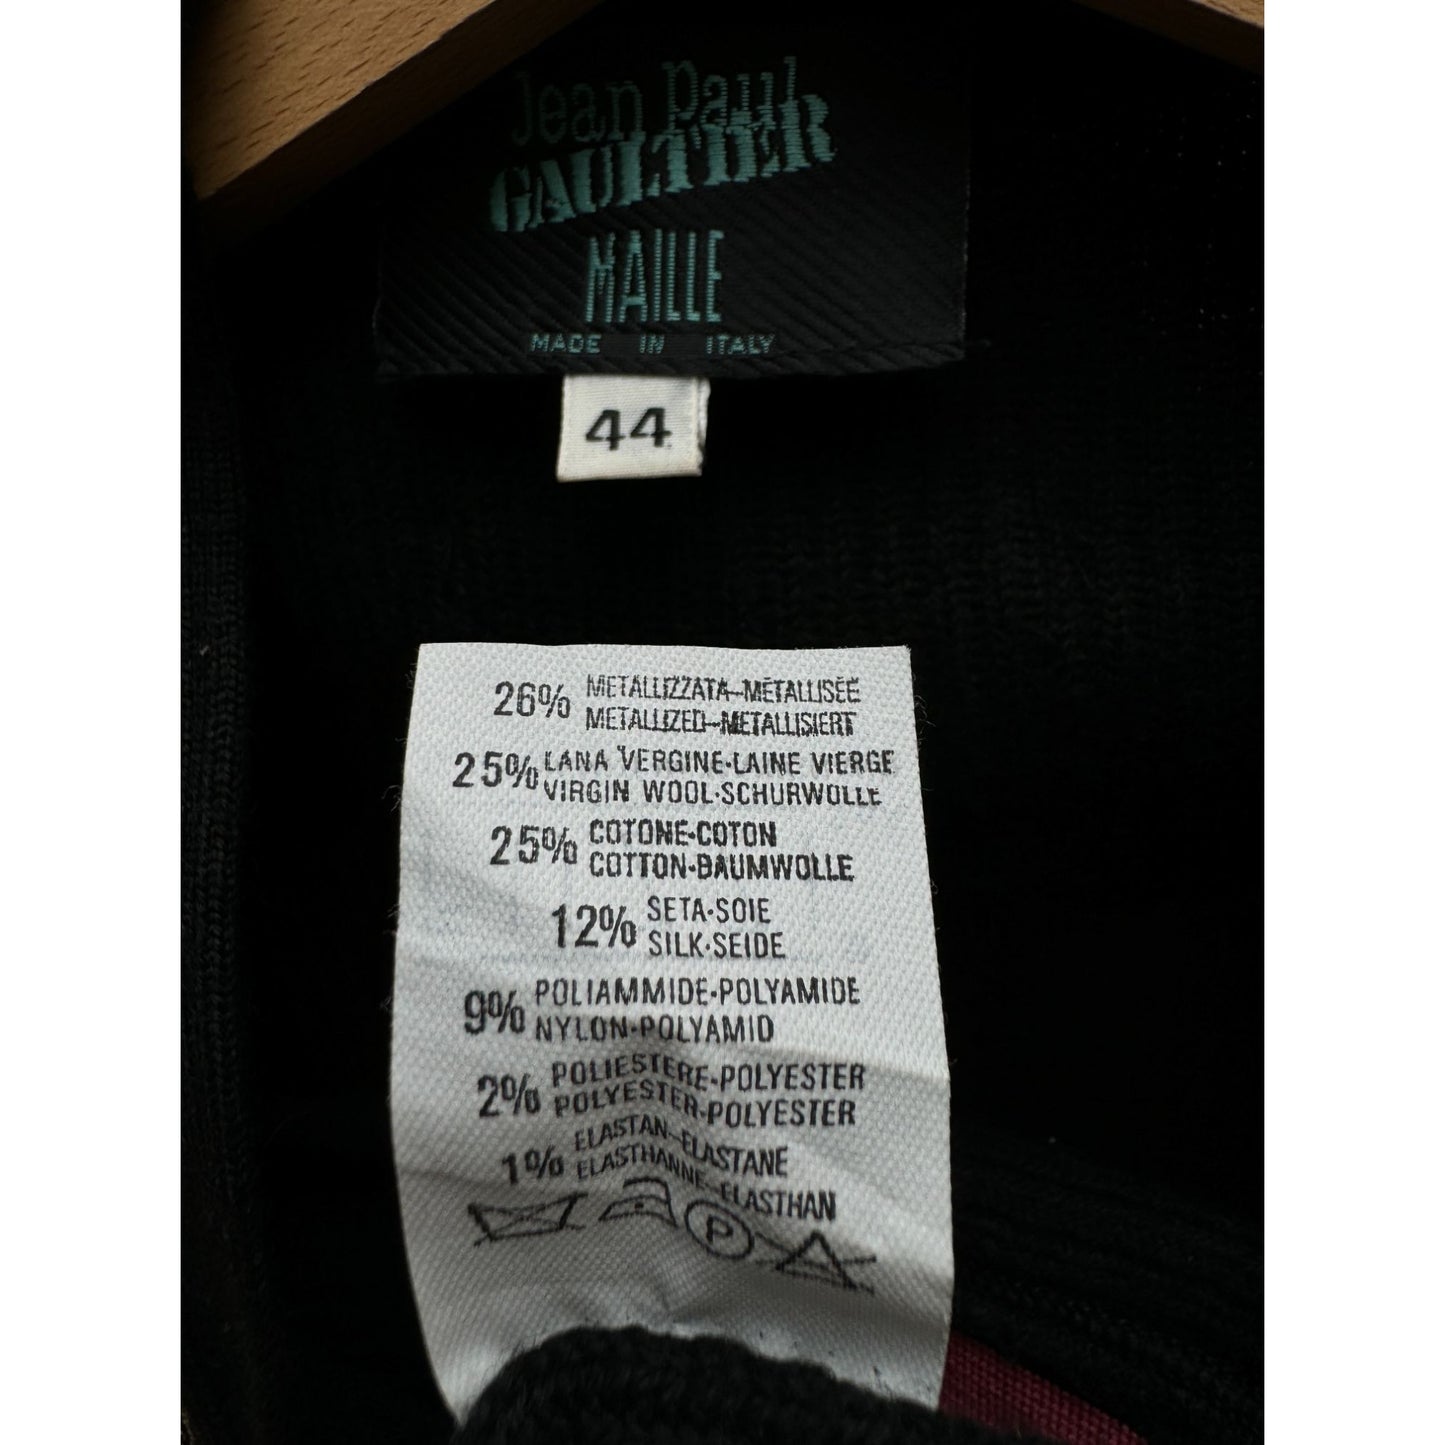 Jean Paul
GAULTIER
MAILLE
MADE IN ITALY
44
26% METALLIZZATA-METALLISÉE
METALLIZED-METALLISIERT
25% LANA VERGINE-LAINE VIERGE
VIRGIN WOOL-SCHURWOLLE
25% COTONE-COTON
COTTON-BAUMWOLLE
12% SETA-SOIE
SILK-SEIDE
9% POLIAMMIDE-POLYAMIDE
NYLON-POLYAMID
2% POLIESTERE-POLYESTER
POLYESTER-POLYESTER
1% ELASTAN-ELASTANE
ELASTHANNE-ELASTHAN
P